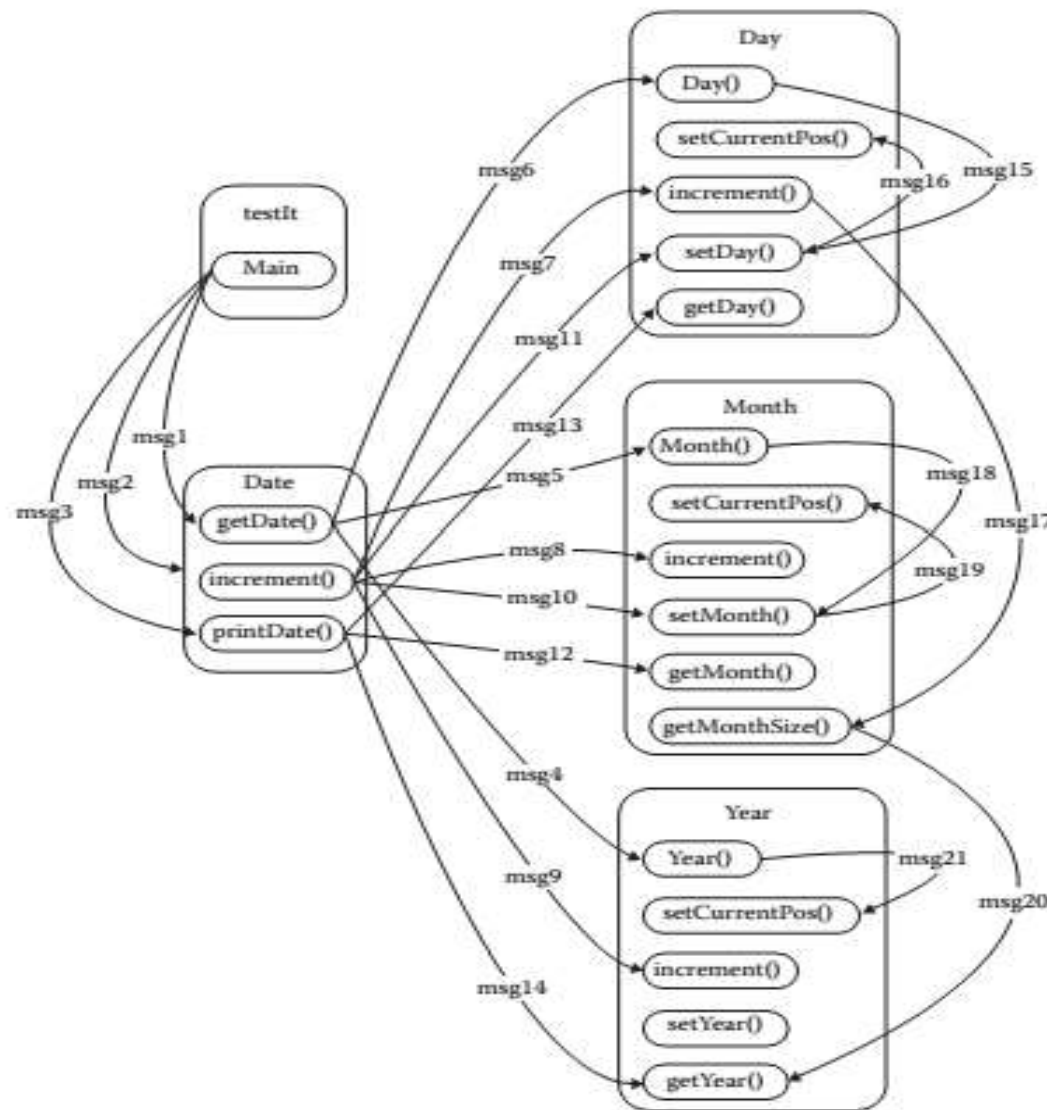 Day
Day()
setCurrentPos()
msg6
msg16
msg15
increment()
testIt
Main
msg7
setDay()
getDay()
msg11
Month
msg13
Month()
msg1
msg5
msg18
msg2
Date
msg3
getDate()
setCurrentPos()
msg17
msg8
increment()
msg19
increment()
msg10
setMonth()
printDate()
msg12
getMonth()
getMonthSize()
msg4
Year
Year()
msg21
msg9
msg20
setCurrentPos()
increment()
msg14
setYear()
getYear()